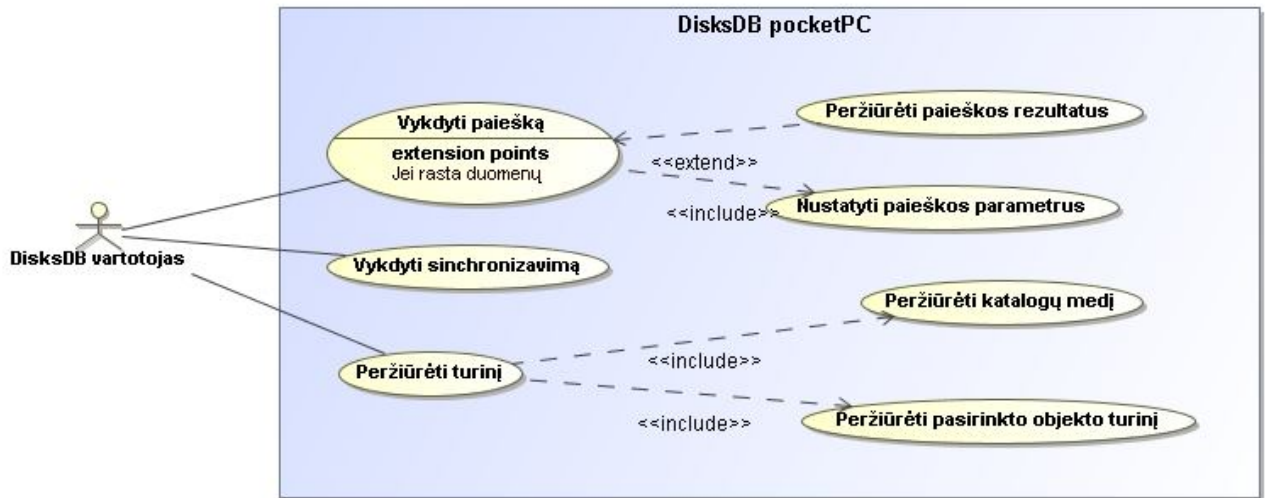 DisksDB pocketPC
Vykdyti paiešką
extension points
Jei rasta duomenų
Peržiūrėti paieškos rezultatus
<<extend>>
<<include>>
Nustatyti paieškos parametrus
DisksDB vartotojas
Vykdyti sinchronizavimą
Peržiūrėti katalogų medį
<<include>>
Peržiūrėti turinį
<<include>>
Peržiūrėti pasirinkto objekto turinį